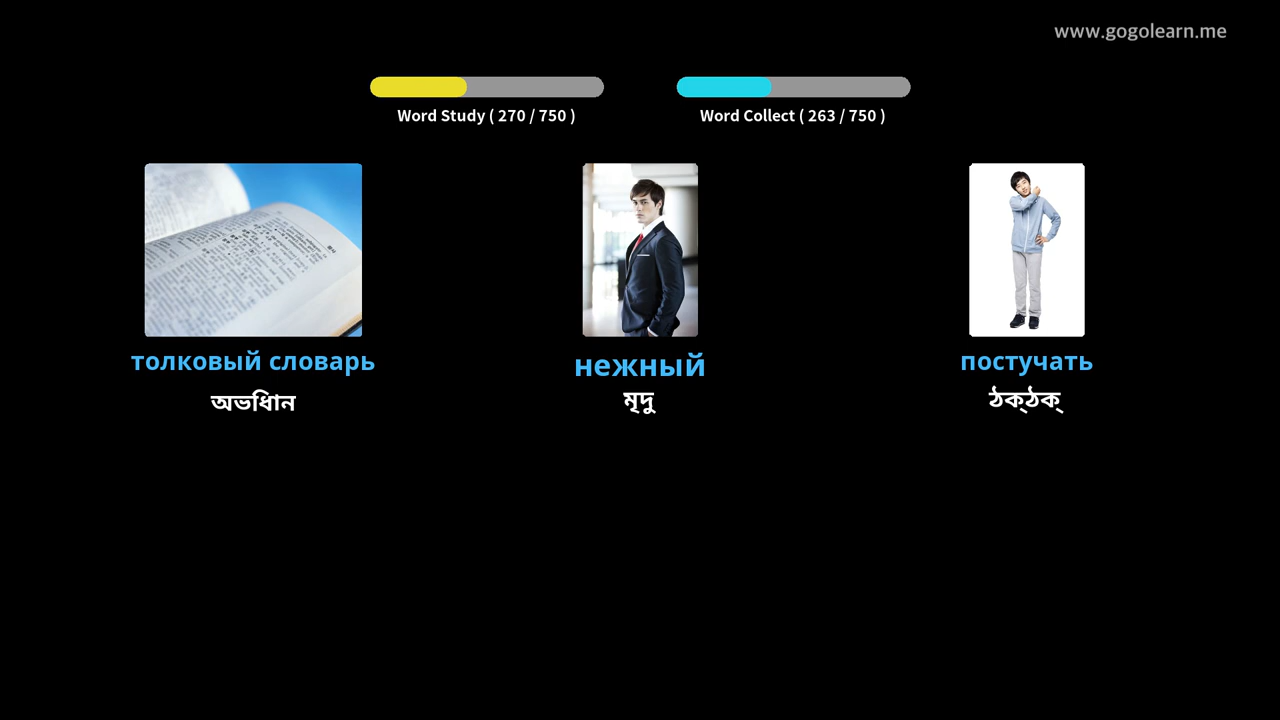 www.gogolearn.me
Word Study ( 270 / 750 )
Word Collect ( 263 / 750 )
толковый словарь
нежный
постучать
অভিধান
মৃদু
ঠক্ঠক্